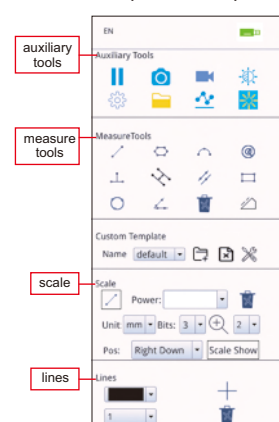 EN
auxiliary
tools
Auxiliary Tools
measure
tools
MeasureTools
Custom Template
Name default
scale
Scale
Power:
Unit mm Bits: 3 2
Pos: Right Down Scale Show
lines
Lines
1